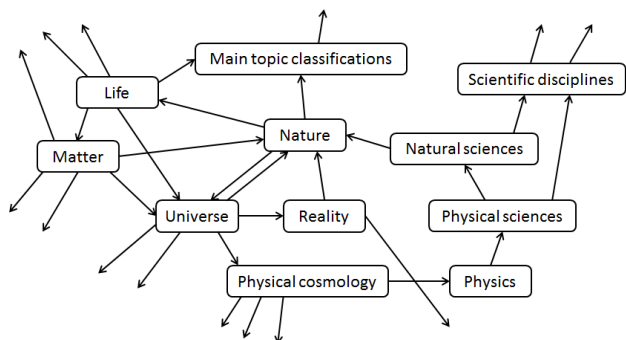 Main topic classifications
Scientific disciplines
Life
Nature
Natural sciences
Matter
Universe
Reality
Physical sciences
Physical cosmology
Physics